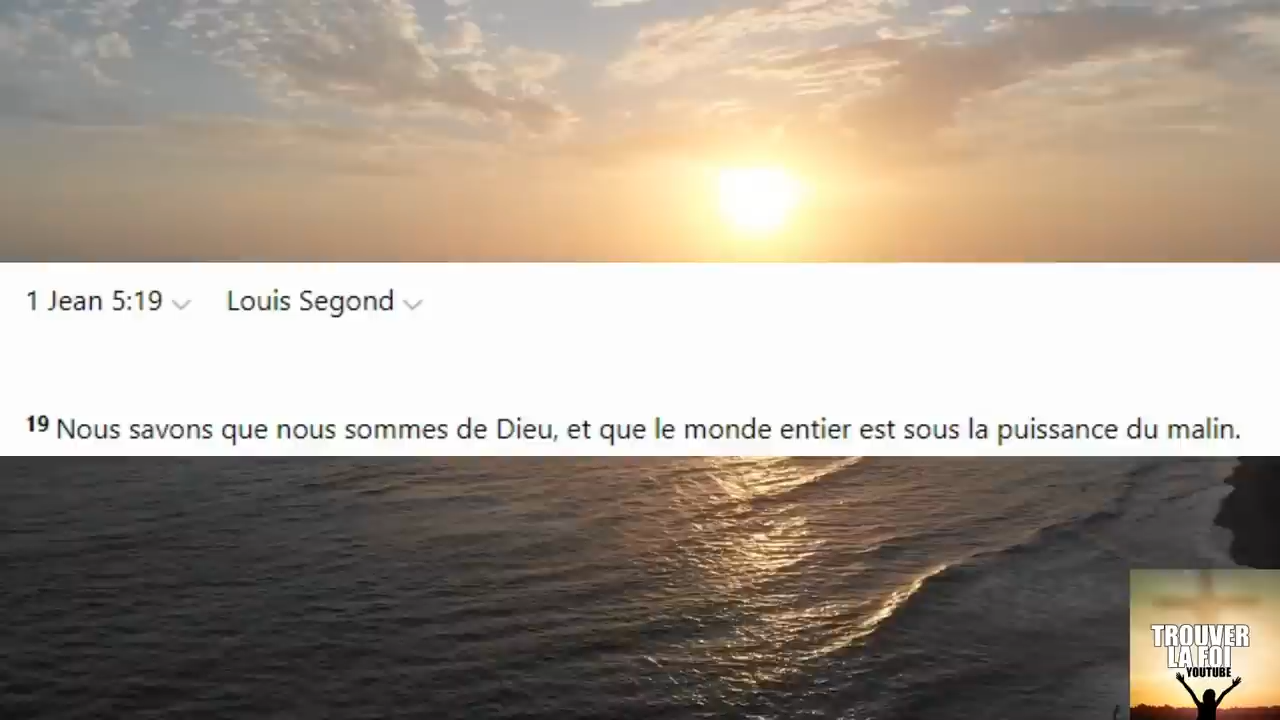 1 Jean 5:19 Louis Segond
19 Nous savons que nous sommes de Dieu, et que le monde entier est sous la puissance du malin.
TROUVER
LA FOI
YOUTUBE